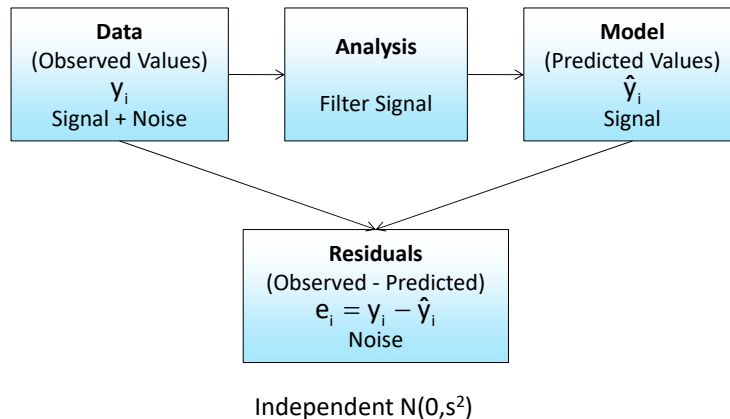 Data
(Observed Values)
yᵢ
Signal + Noise
Analysis
Filter Signal
Model
(Predicted Values)
ŷᵢ
Signal
Residuals
(Observed - Predicted)
eᵢ = yᵢ − ŷᵢ
Noise
Independent N(0,s²)